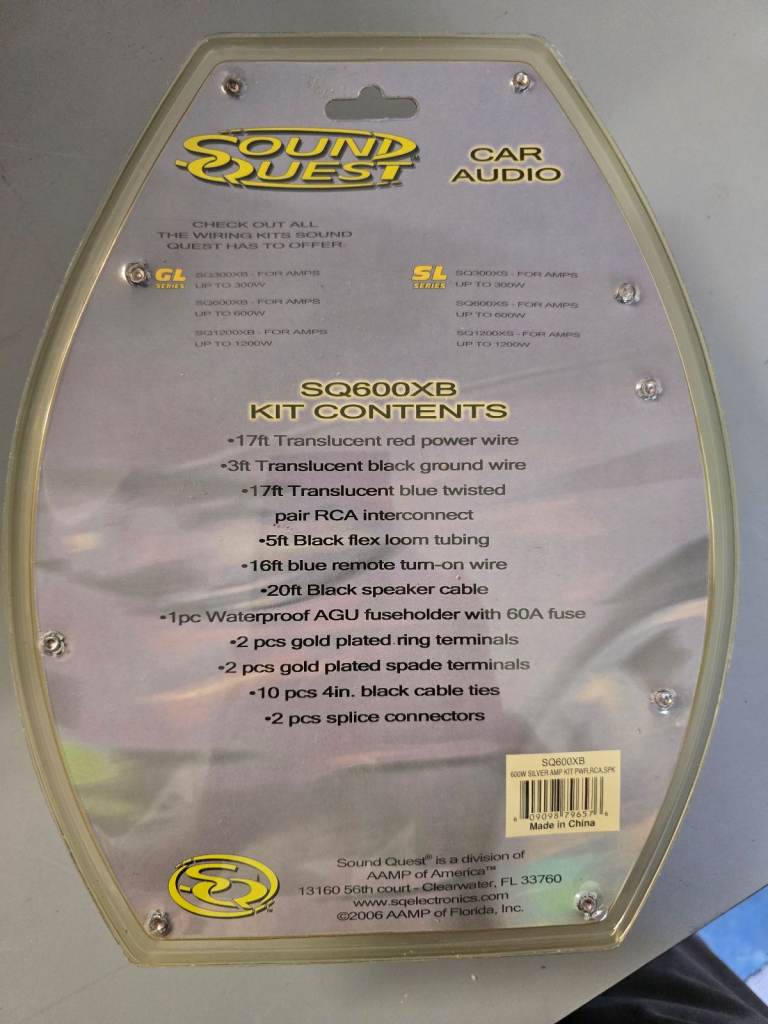 SOUND
QUEST
CAR
AUDIO
CHECK OUT ALL
THE WIRING KITS SOUND
QUEST HAS TO OFFER:
GL
SERIES
SQ300XB - FOR AMPS
UP TO 300W
SQ600XB - FOR AMPS
UP TO 600W
SQ1200XB - FOR AMPS
UP TO 1200W
SL
SERIES
SQ300XS - FOR AMPS
UP TO 300W
SQ600XS - FOR AMPS
UP TO 600W
SQ1200XS - FOR AMPS
UP TO 1200W
SQ600XB
KIT CONTENTS
•17ft Translucent red power wire
•3ft Translucent black ground wire
•17ft Translucent blue twisted
pair RCA interconnect
•5ft Black flex loom tubing
•16ft blue remote turn-on wire
•20ft Black speaker cable
•1pc Waterproof AGU fuseholder with 60A fuse
•2 pcs gold plated ring terminals
•2 pcs gold plated spade terminals
•10 pcs 4in. black cable ties
•2 pcs splice connectors
SQ600XB
600W SILVER AMP KIT PWR,RCA,SPK
6 09098 79657 6
Made in China
SQ
Sound Quest® is a division of
AAMP of America™
13160 56th court - Clearwater, FL 33760
www.sqelectronics.com
©2006 AAMP of Florida, Inc.